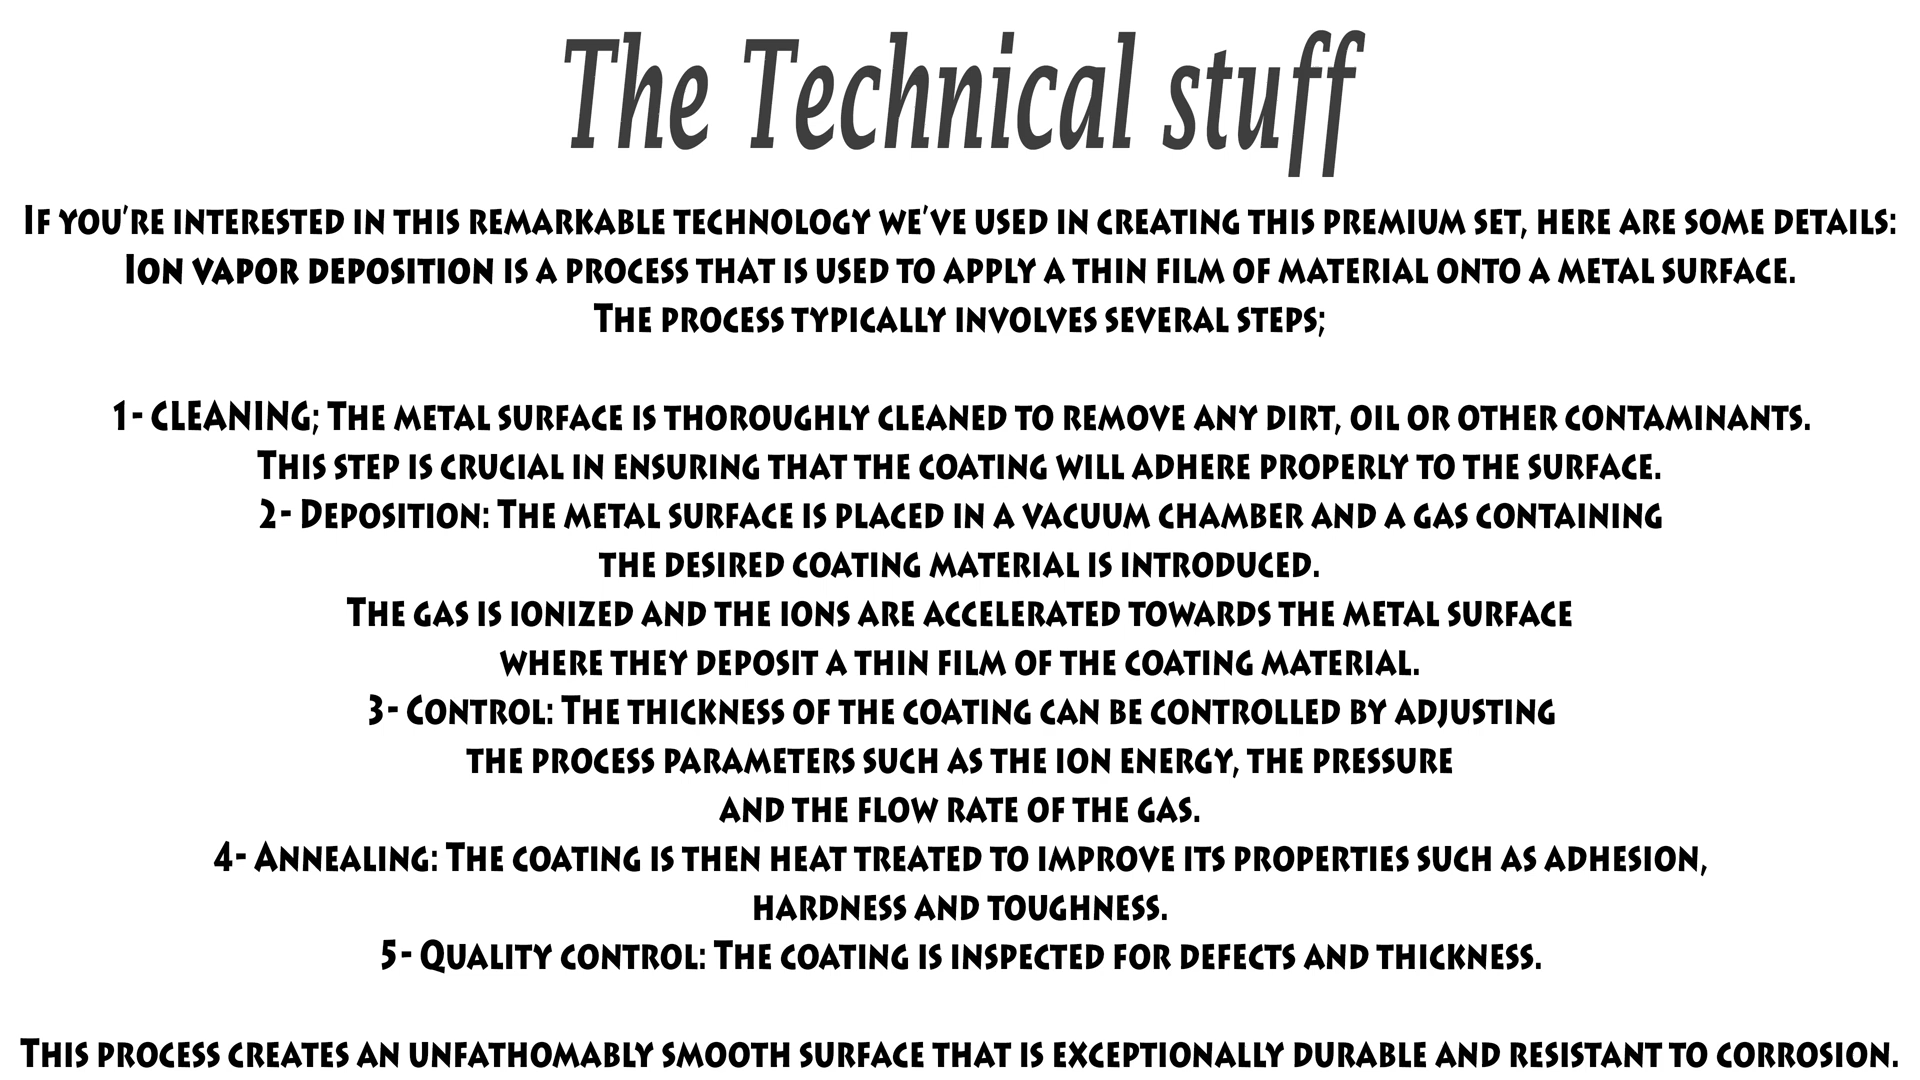 The Technical stuff
If you're interested in this remarkable technology we've used in creating this premium set, here are some details:
Ion vapor deposition is a process that is used to apply a thin film of material onto a metal surface.
The process typically involves several steps;
1- CLEANING; The metal surface is thoroughly cleaned to remove any dirt, oil or other contaminants.
This step is crucial in ensuring that the coating will adhere properly to the surface.
2- Deposition: The metal surface is placed in a vacuum chamber and a gas containing
the desired coating material is introduced.
The gas is ionized and the ions are accelerated towards the metal surface
where they deposit a thin film of the coating material.
3- Control: The thickness of the coating can be controlled by adjusting
the process parameters such as the ion energy, the pressure
and the flow rate of the gas.
4- Annealing: The coating is then heat treated to improve its properties such as adhesion,
hardness and toughness.
5- Quality control: The coating is inspected for defects and thickness.
This process creates an unfathomably smooth surface that is exceptionally durable and resistant to corrosion.